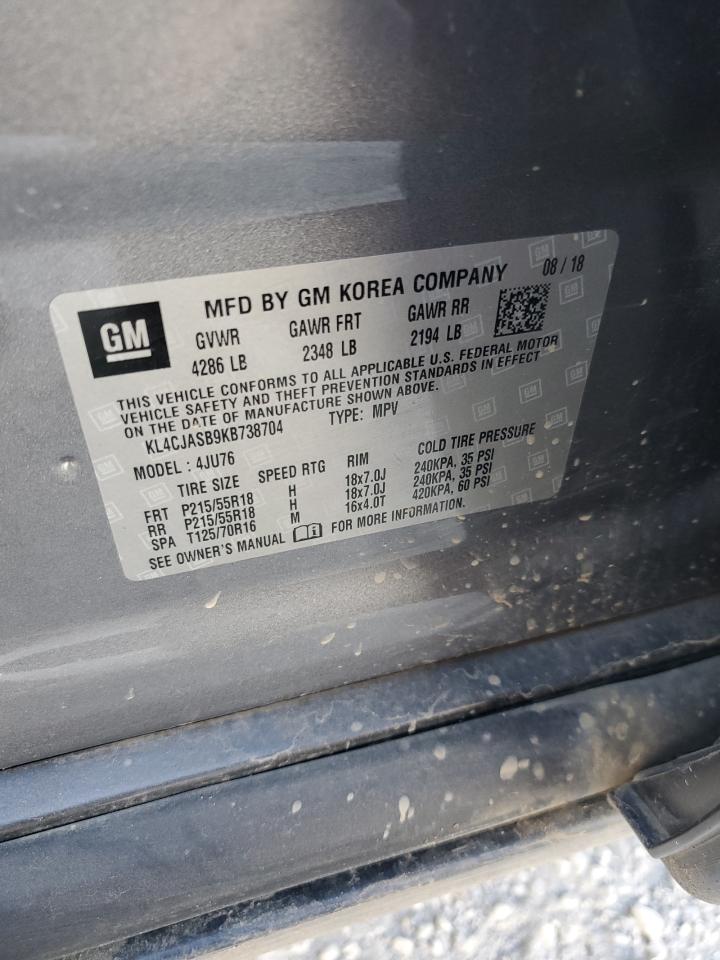 MFD BY GM KOREA COMPANY 08 / 18
GM
GVWR GAWR FRT GAWR RR
4286 LB 2348 LB 2194 LB
THIS VEHICLE CONFORMS TO ALL APPLICABLE U.S. FEDERAL MOTOR
VEHICLE SAFETY AND THEFT PREVENTION STANDARDS IN EFFECT
ON THE DATE OF MANUFACTURE SHOWN ABOVE.
KL4CJASB9KB738704 TYPE: MPV
MODEL : 4JU76
TIRE SIZE SPEED RTG RIM COLD TIRE PRESSURE
FRT P215/55R18 H 18x7.0J 240KPA, 35 PSI
RR P215/55R18 H 18x7.0J 240KPA, 35 PSI
SPA T125/70R16 M 16x4.0T 420KPA, 60 PSI
SEE OWNER'S MANUAL FOR MORE INFORMATION.